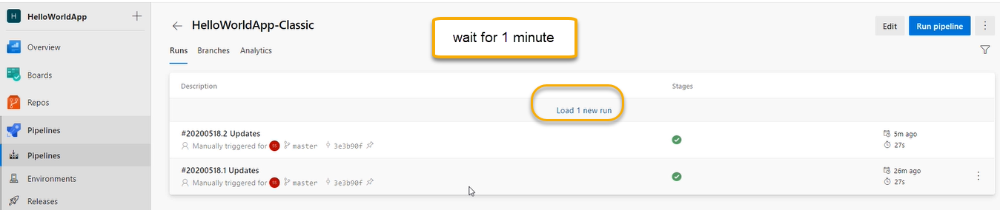 H HelloWorldApp
Overview
Boards
Repos
Pipelines
Pipelines
Environments
Releases
HelloWorldApp-Classic
wait for 1 minute
Edit
Run pipeline
Runs Branches Analytics
Description Stages
Load 1 new run
#20200518.2 Updates
Manually triggered for SS master 3e3b90f
5m ago
27s
#20200518.1 Updates
Manually triggered for SS master 3e3b90f
26m ago
27s